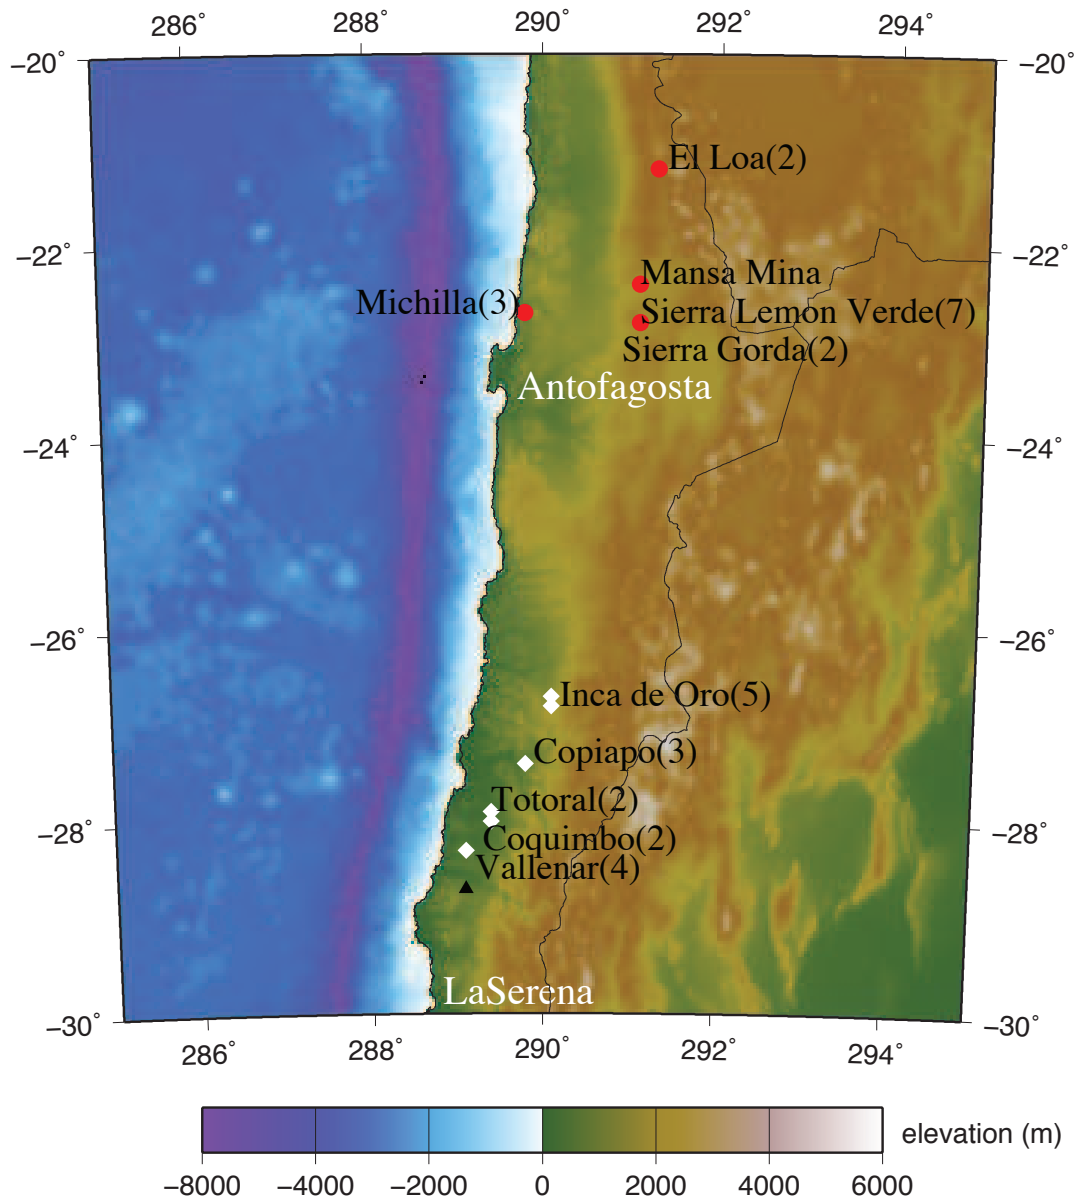 286° 288° 290° 292° 294°
−20° −20°
El Loa(2)
−22° −22°
Mansa Mina
Michilla(3)
Sierra Lemon Verde(7)
Sierra Gorda(2)
Antofagosta
−24° −24°
−26° −26°
Inca de Oro(5)
Copiapo(3)
Totoral(2)
−28° −28°
Coquimbo(2)
Vallenar(4)
LaSerena
−30° −30°
286° 288° 290° 292° 294°
elevation (m)
−8000 −4000 −2000 0 2000 4000 6000